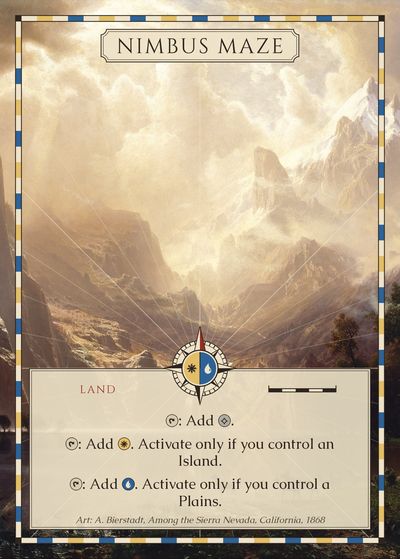 NIMBUS MAZE
LAND
: Add .
: Add . Activate only if you control an
Island.
: Add . Activate only if you control a
Plains.
Art: A. Bierstadt, Among the Sierra Nevada, California, 1868